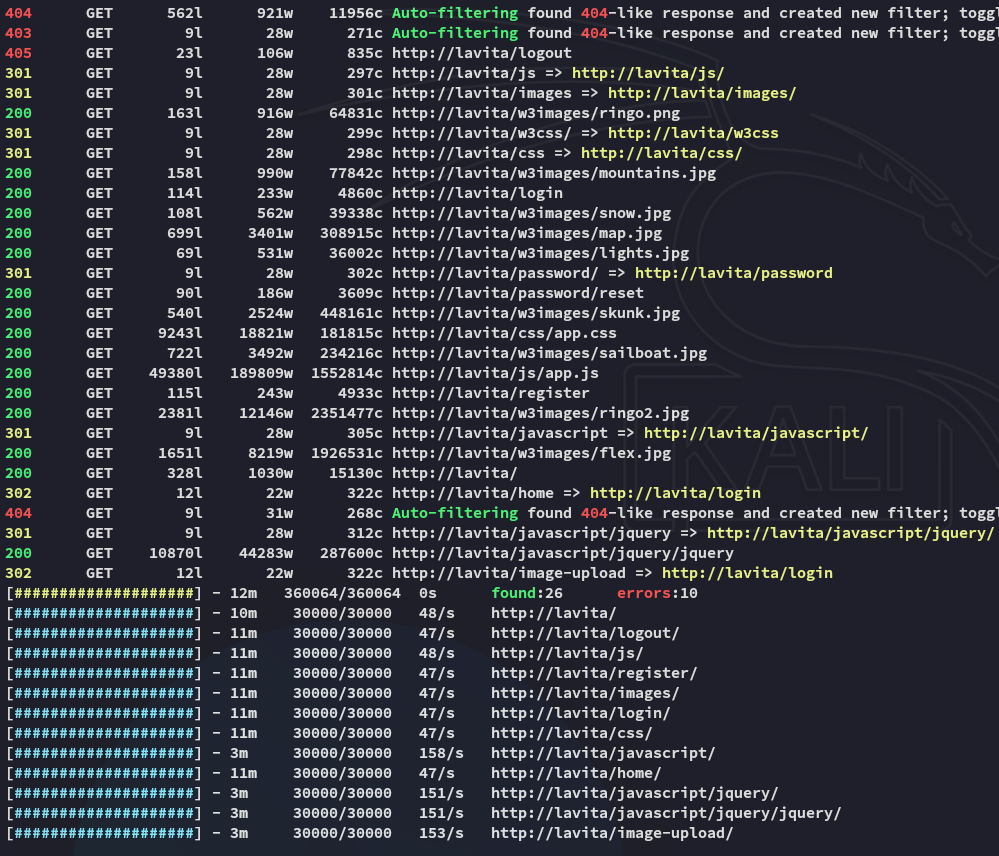 404 GET 562l 921w 11956c Auto-filtering found 404-like response and created new filter; toggl
403 GET 9l 28w 271c Auto-filtering found 404-like response and created new filter; toggl
405 GET 23l 106w 835c http://lavita/logout
301 GET 9l 28w 297c http://lavita/js => http://lavita/js/
301 GET 9l 28w 301c http://lavita/images => http://lavita/images/
200 GET 163l 916w 64831c http://lavita/w3images/ringo.png
301 GET 9l 28w 299c http://lavita/w3css/ => http://lavita/w3css
301 GET 9l 28w 298c http://lavita/css => http://lavita/css/
200 GET 158l 990w 77842c http://lavita/w3images/mountains.jpg
200 GET 114l 233w 4860c http://lavita/login
200 GET 108l 562w 39338c http://lavita/w3images/snow.jpg
200 GET 699l 3401w 308915c http://lavita/w3images/map.jpg
200 GET 69l 531w 36002c http://lavita/w3images/lights.jpg
301 GET 9l 28w 302c http://lavita/password/ => http://lavita/password
200 GET 90l 186w 3609c http://lavita/password/reset
200 GET 540l 2524w 448161c http://lavita/w3images/skunk.jpg
200 GET 9243l 18821w 181815c http://lavita/css/app.css
200 GET 722l 3492w 234216c http://lavita/w3images/sailboat.jpg
200 GET 49380l 189809w 1552814c http://lavita/js/app.js
200 GET 115l 243w 4933c http://lavita/register
200 GET 2381l 12146w 2351477c http://lavita/w3images/ringo2.jpg
301 GET 9l 28w 305c http://lavita/javascript => http://lavita/javascript/
200 GET 1651l 8219w 1926531c http://lavita/w3images/flex.jpg
200 GET 328l 1030w 15130c http://lavita/
302 GET 12l 22w 322c http://lavita/home => http://lavita/login
404 GET 9l 31w 268c Auto-filtering found 404-like response and created new filter; toggl
301 GET 9l 28w 312c http://lavita/javascript/jquery => http://lavita/javascript/jquery/
200 GET 10870l 44283w 287600c http://lavita/javascript/jquery/jquery
302 GET 12l 22w 322c http://lavita/image-upload => http://lavita/login
[####################] - 12m 360064/360064 0s found:26 errors:10
[####################] - 10m 30000/30000 48/s http://lavita/
[####################] - 11m 30000/30000 47/s http://lavita/logout/
[####################] - 11m 30000/30000 48/s http://lavita/js/
[####################] - 11m 30000/30000 47/s http://lavita/register/
[####################] - 11m 30000/30000 47/s http://lavita/images/
[####################] - 11m 30000/30000 47/s http://lavita/login/
[####################] - 11m 30000/30000 47/s http://lavita/css/
[####################] - 3m 30000/30000 158/s http://lavita/javascript/
[####################] - 11m 30000/30000 47/s http://lavita/home/
[####################] - 3m 30000/30000 151/s http://lavita/javascript/jquery/
[####################] - 3m 30000/30000 151/s http://lavita/javascript/jquery/jquery/
[####################] - 3m 30000/30000 153/s http://lavita/image-upload/
KALI